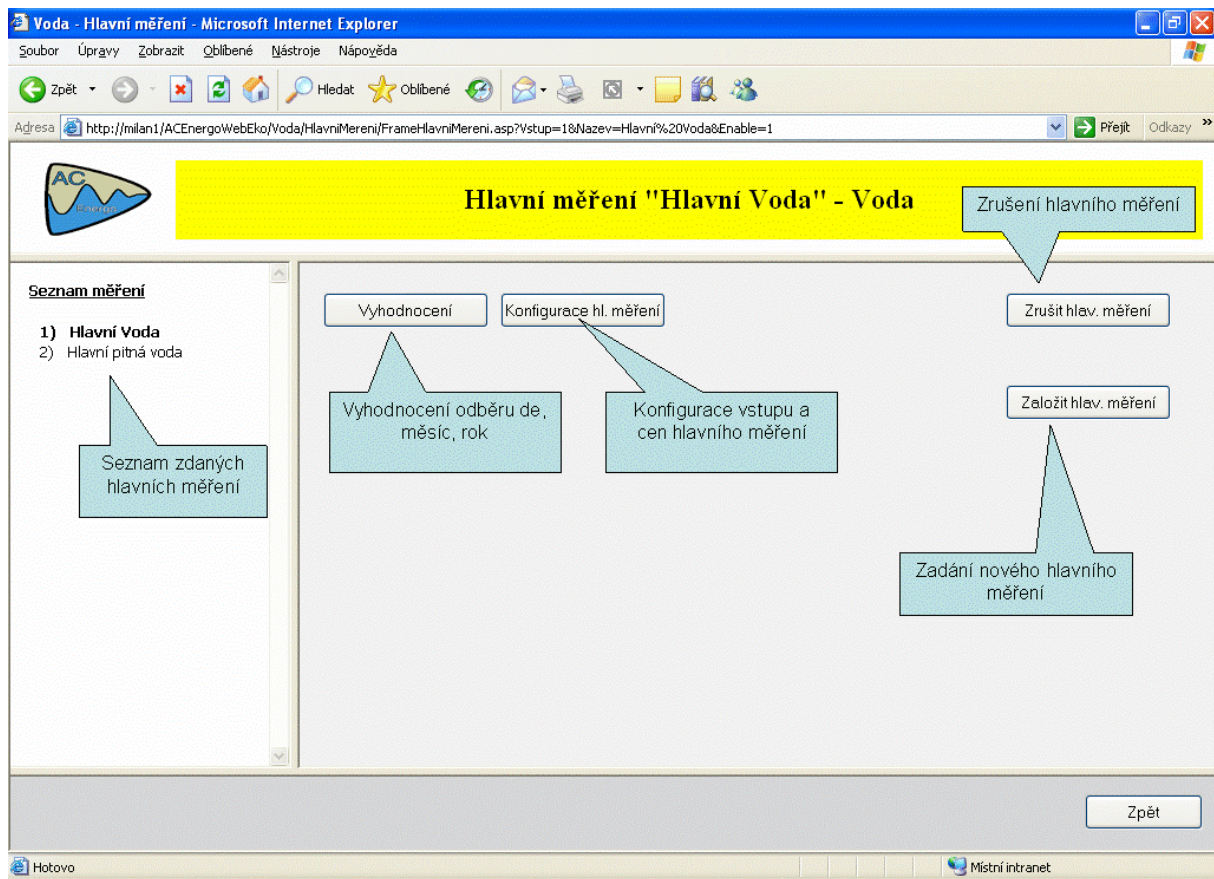 Voda - Hlavní měření - Microsoft Internet Explorer
Soubor Úpravy Zobrazit Oblíbené Nástroje Nápověda
Zpět Hledat Oblíbené
Adresa http://milan1/ACEnergoWebEko/Voda/HlavniMereni/FrameHlavniMereni.asp?Vstup=1&Nazev=Hlavní%20Voda&Enable=1 Přejít Odkazy »
AC
Energo
Hlavní měření "Hlavní Voda" - Voda
Zrušení hlavního měření
Seznam měření
1) Hlavní Voda
2) Hlavní pitná voda
Seznam zdaných
hlavních měření
Vyhodnocení
Konfigurace hl. měření
Zrušit hlav. měření
Vyhodnocení odběru de,
měsíc, rok
Konfigurace vstupu a
cen hlavního měření
Založit hlav. měření
Zadání nového hlavního
měření
Zpět
Hotovo
Místní intranet